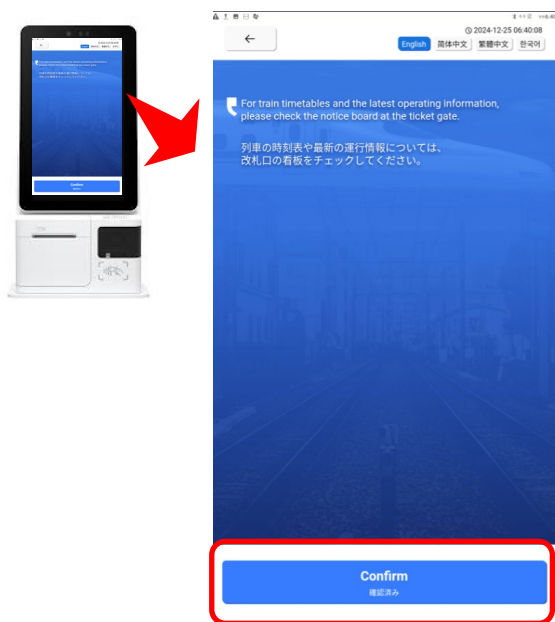 2024-12-25 06:40:08
←
English 简体中文 繁體中文 한국어
For train timetables and the latest operating information,
please check the notice board at the ticket gate.
列車の時刻表や最新の運行情報については、
改札口の看板をチェックしてください。
Confirm
確認済み